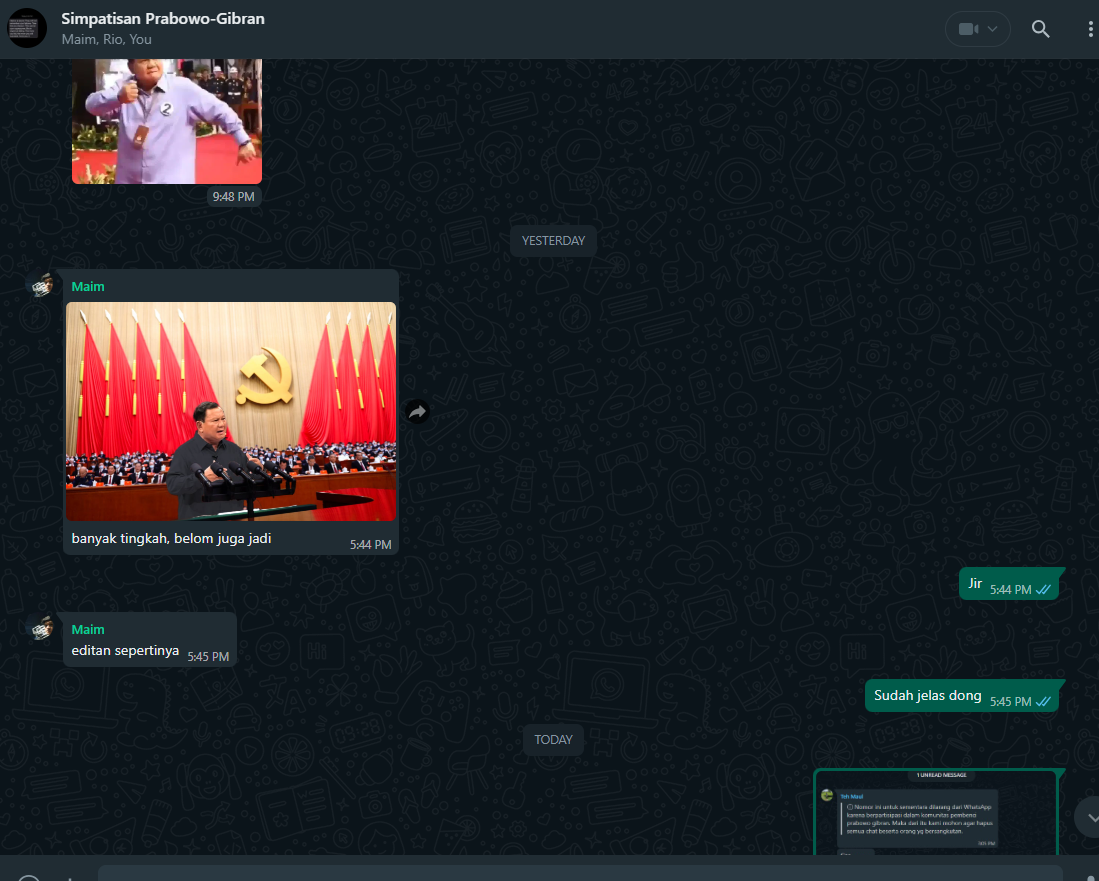 Simpatisan Prabowo-Gibran
Maim, Rio, You
2
9:48 PM
YESTERDAY
Maim
banyak tingkah, belom juga jadi
5:44 PM
Jir
5:44 PM
Maim
editan sepertinya
5:45 PM
Sudah jelas dong
5:45 PM
TODAY
1 UNREAD MESSAGE
Teh Maul
Nomor ini untuk sementara dilarang dari WhatsApp
karena berpartisipasi dalam komunitas pembenci
prabowo gibran. Maka dari itu kami mohon agar hapus
semua chat beserta orang yg bersangkutan.